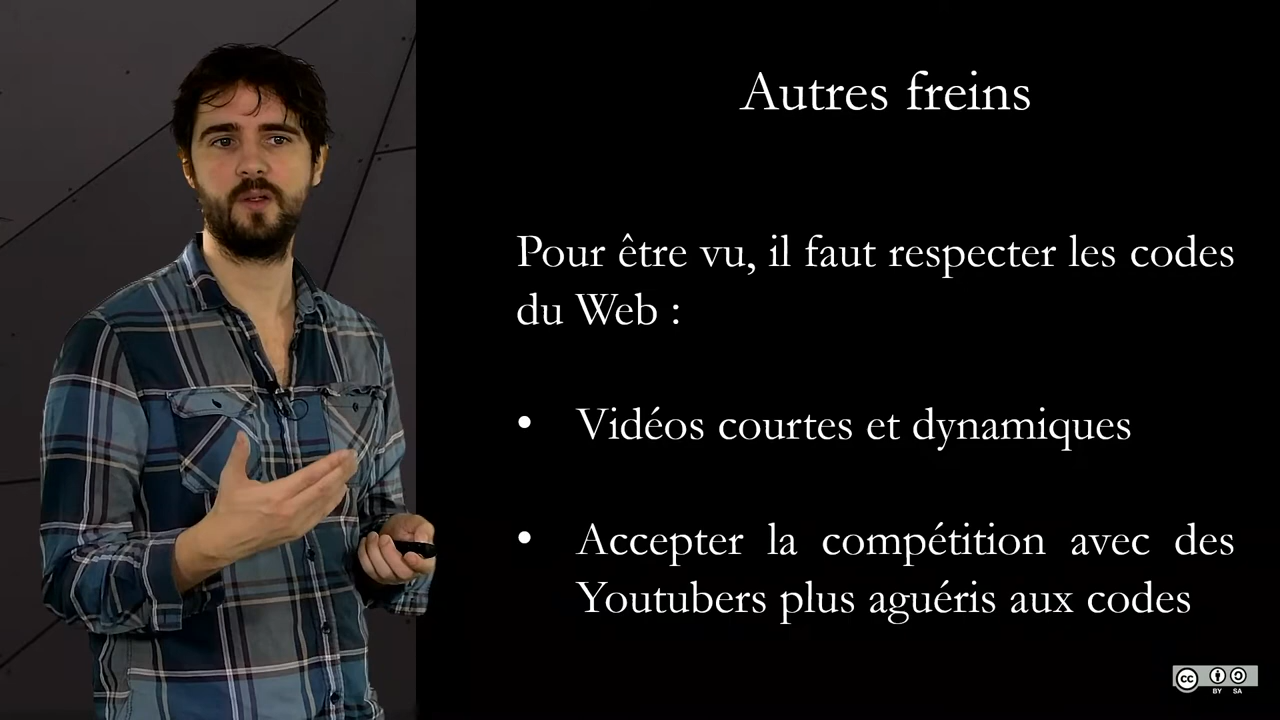 Autres freins
Pour être vu, il faut respecter les codes
du Web :
• Vidéos courtes et dynamiques
• Accepter la compétition avec des
Youtubers plus aguéris aux codes
cc
BY SA